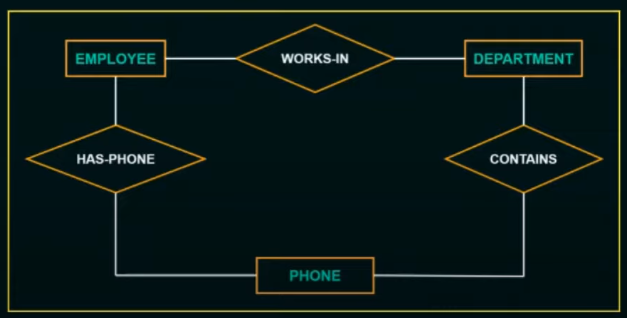 EMPLOYEE
WORKS-IN
DEPARTMENT
HAS-PHONE
CONTAINS
PHONE